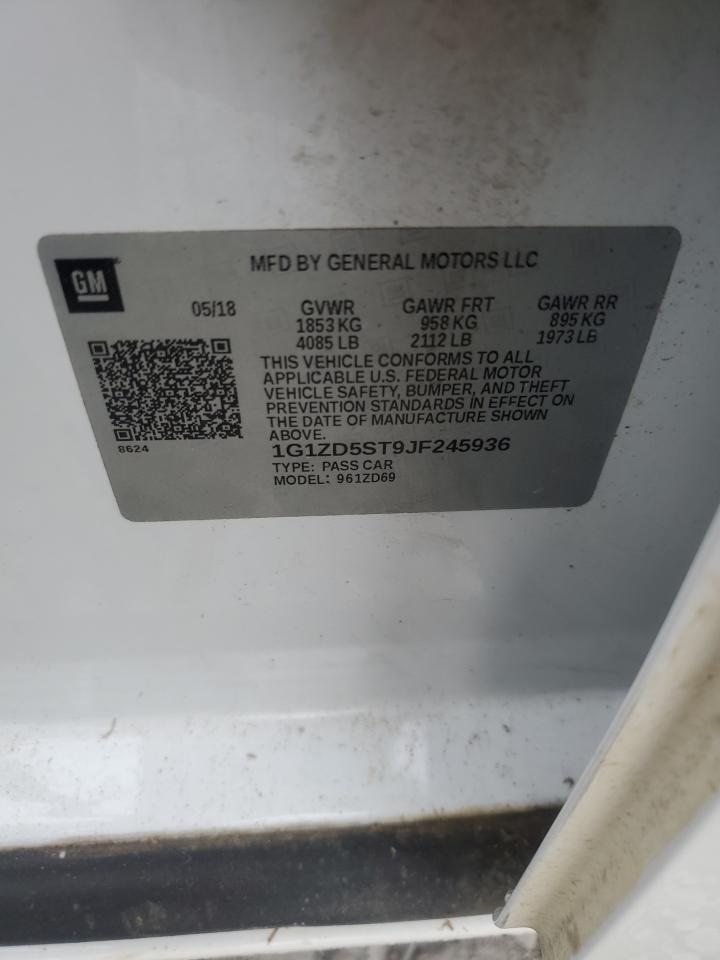 GM
MFD BY GENERAL MOTORS LLC
05/18 GVWR GAWR FRT GAWR RR
1853 KG 958 KG 895 KG
4085 LB 2112 LB 1973 LB
THIS VEHICLE CONFORMS TO ALL
APPLICABLE U.S. FEDERAL MOTOR
VEHICLE SAFETY, BUMPER, AND THEFT
PREVENTION STANDARDS IN EFFECT ON
THE DATE OF MANUFACTURE SHOWN
ABOVE.
8624 1G1ZD5ST9JF245936
TYPE: PASS CAR
MODEL: 961ZD69